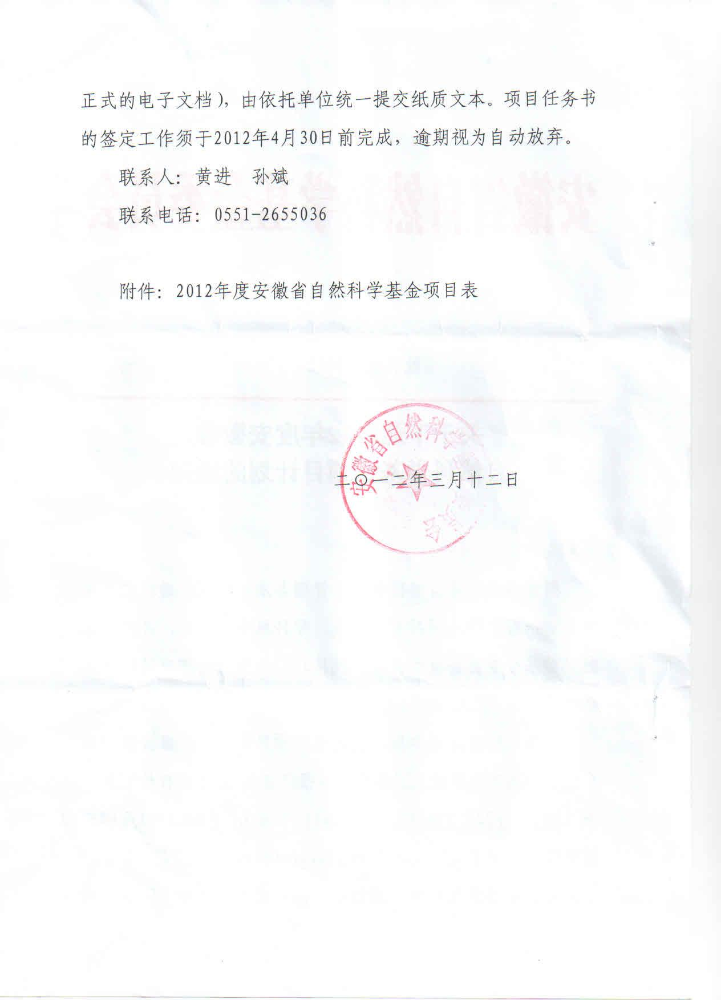 正式的电子文档)，由依托单位统一提交纸质文本。项目任务书
的签定工作须于2012年4月30日前完成，逾期视为自动放弃。
联系人：黄进　孙斌
联系电话：0551-2655036
附件：2012年度安徽省自然科学基金项目表
安徽省自然科学
员会
二〇一二年三月十二日